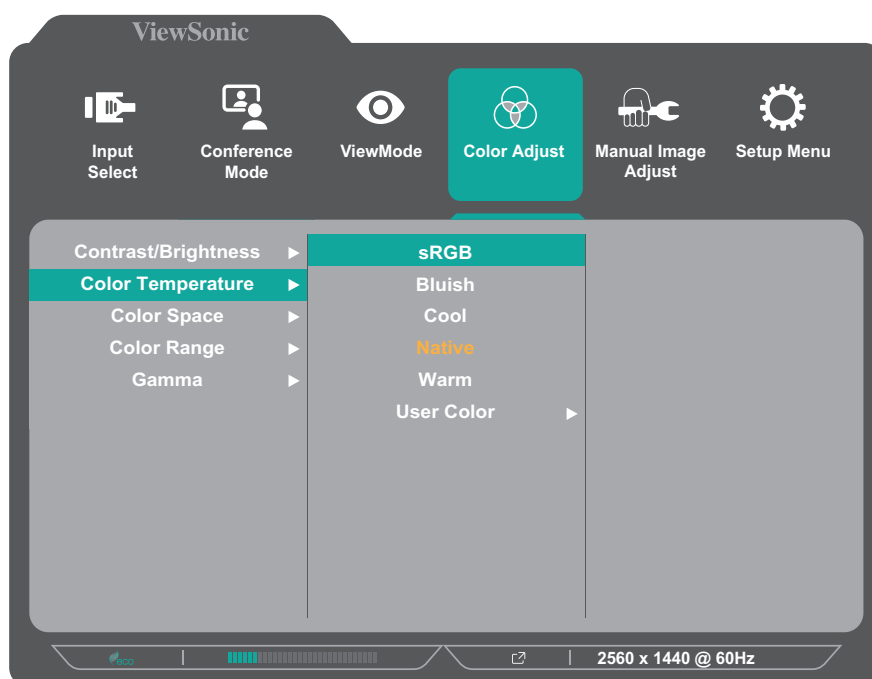 ViewSonic
Input
Select
Conference
Mode
ViewMode
Color Adjust
Manual Image
Adjust
Setup Menu
Contrast/Brightness
Color Temperature
Color Space
Color Range
Gamma
sRGB
Bluish
Cool
Native
Warm
User Color
eco
2560 x 1440 @ 60Hz